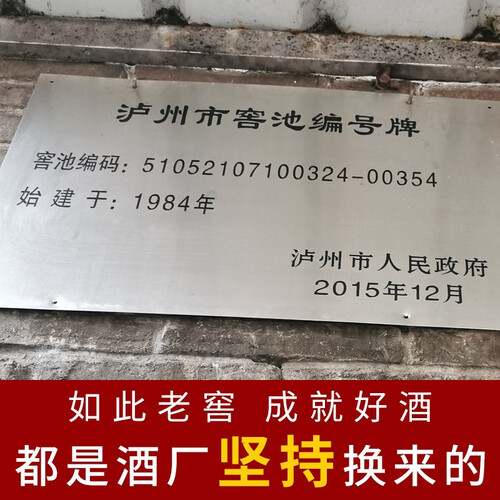 泸州市窖池编号牌
窖池编码：51052107100324-00354
始建于：1984年
泸州市人民政府
2015年12月
如此老窖 成就好酒
都是酒厂坚持换来的